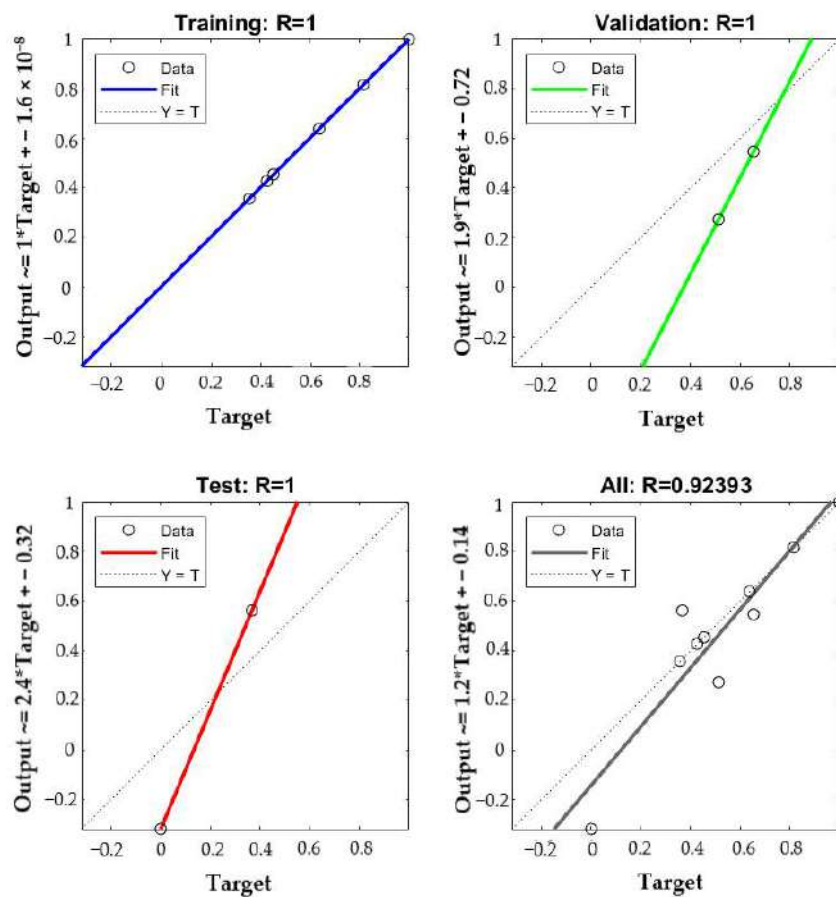 Training: R=1
Output ~= 1*Target + − 1.6 × 10⁻⁸
1
0.8
0.6
0.4
0.2
0
−0.2
Data
Fit
Y = T
−0.2 0 0.2 0.4 0.6 0.8
Target
Validation: R=1
Output ~= 1.9*Target + − 0.72
1
0.8
0.6
0.4
0.2
0
−0.2
Data
Fit
Y = T
−0.2 0 0.2 0.4 0.6 0.8
Target
Test: R=1
Output ~= 2.4*Target + − 0.32
1
0.8
0.6
0.4
0.2
0
−0.2
Data
Fit
Y = T
−0.2 0 0.2 0.4 0.6 0.8
Target
All: R=0.92393
Output ~= 1.2*Target + − 0.14
1
0.8
0.6
0.4
0.2
0
−0.2
Data
Fit
Y = T
−0.2 0 0.2 0.4 0.6 0.8
Target